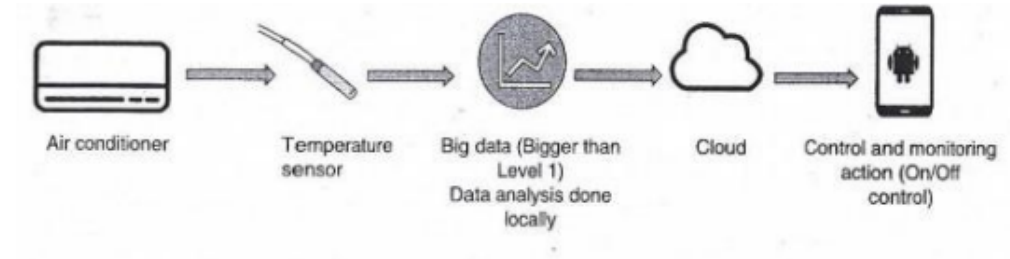 Air conditioner
Temperature
sensor
Big data (Bigger than
Level 1)
Data analysis done
locally
Cloud
Control and monitoring
action (On/Off
control)